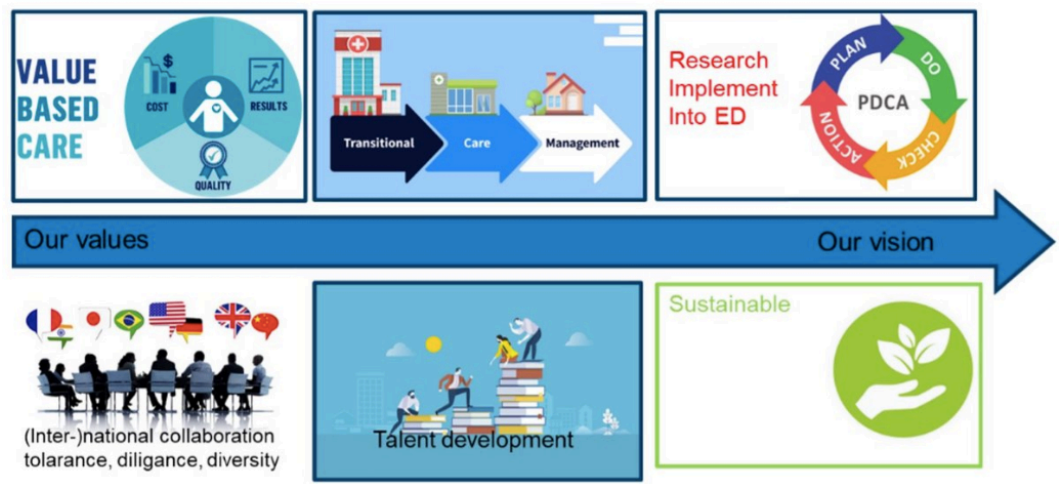 VALUE
BASED
CARE
COST
$
RESULTS
QUALITY
Transitional
Care
Management
Research
Implement
Into ED
PLAN
DO
CHECK
ACTION
PDCA
Our values
Our vision
(Inter-)national collaboration
tolarance, diligance, diversity
Talent development
Sustainable